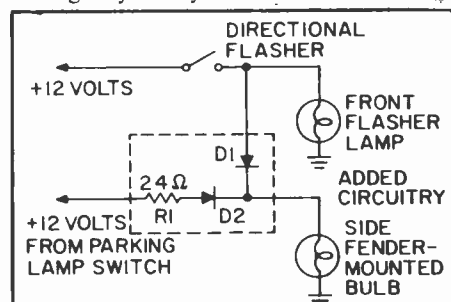 DIRECTIONAL
FLASHER
+12 VOLTS
FRONT
FLASHER
LAMP
D1
24Ω
R1
D2
ADDED
CIRCUITRY
+12 VOLTS
FROM PARKING
LAMP SWITCH
SIDE
FENDER-
MOUNTED
BULB